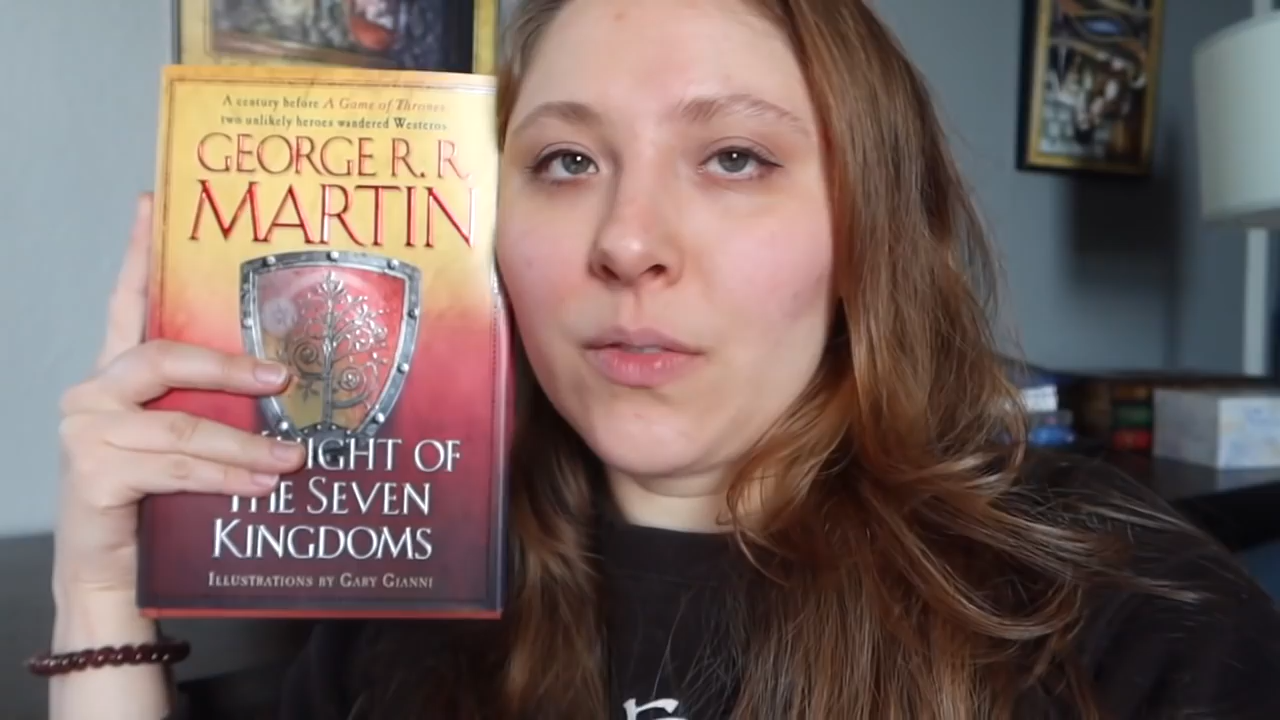 A century before A Game of Thrones
two unlikely heroes wandered Westeros
GEORGE R. R.
MARTIN
KNIGHT OF
THE SEVEN
KINGDOMS
ILLUSTRATIONS BY GARY GIANNI